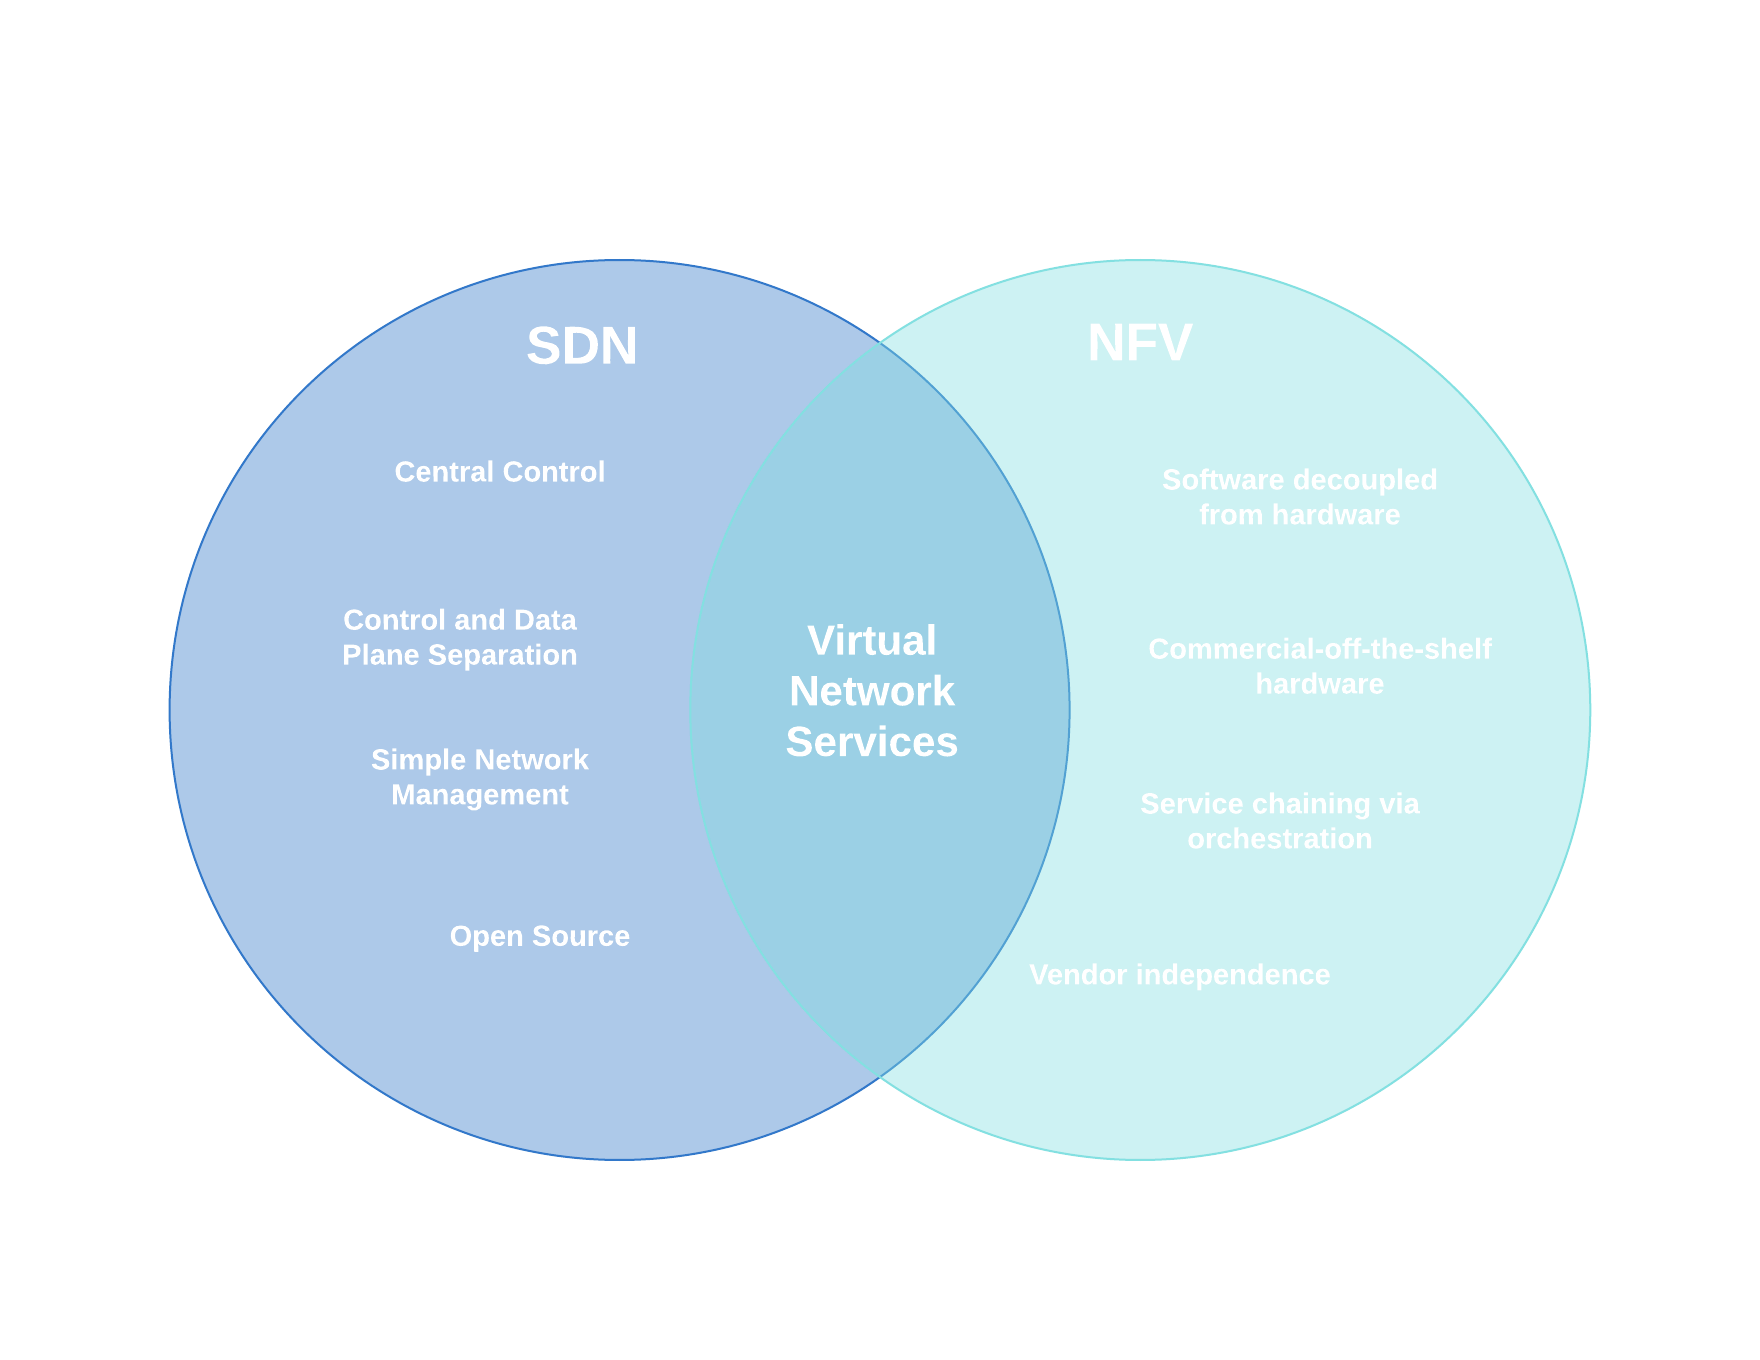 SDN
Central Control
Control and Data
Plane Separation
Simple Network
Management
Open Source
Virtual
Network
Services
NFV
Software decoupled
from hardware
Commercial-off-the-shelf
hardware
Service chaining via
orchestration
Vendor independence